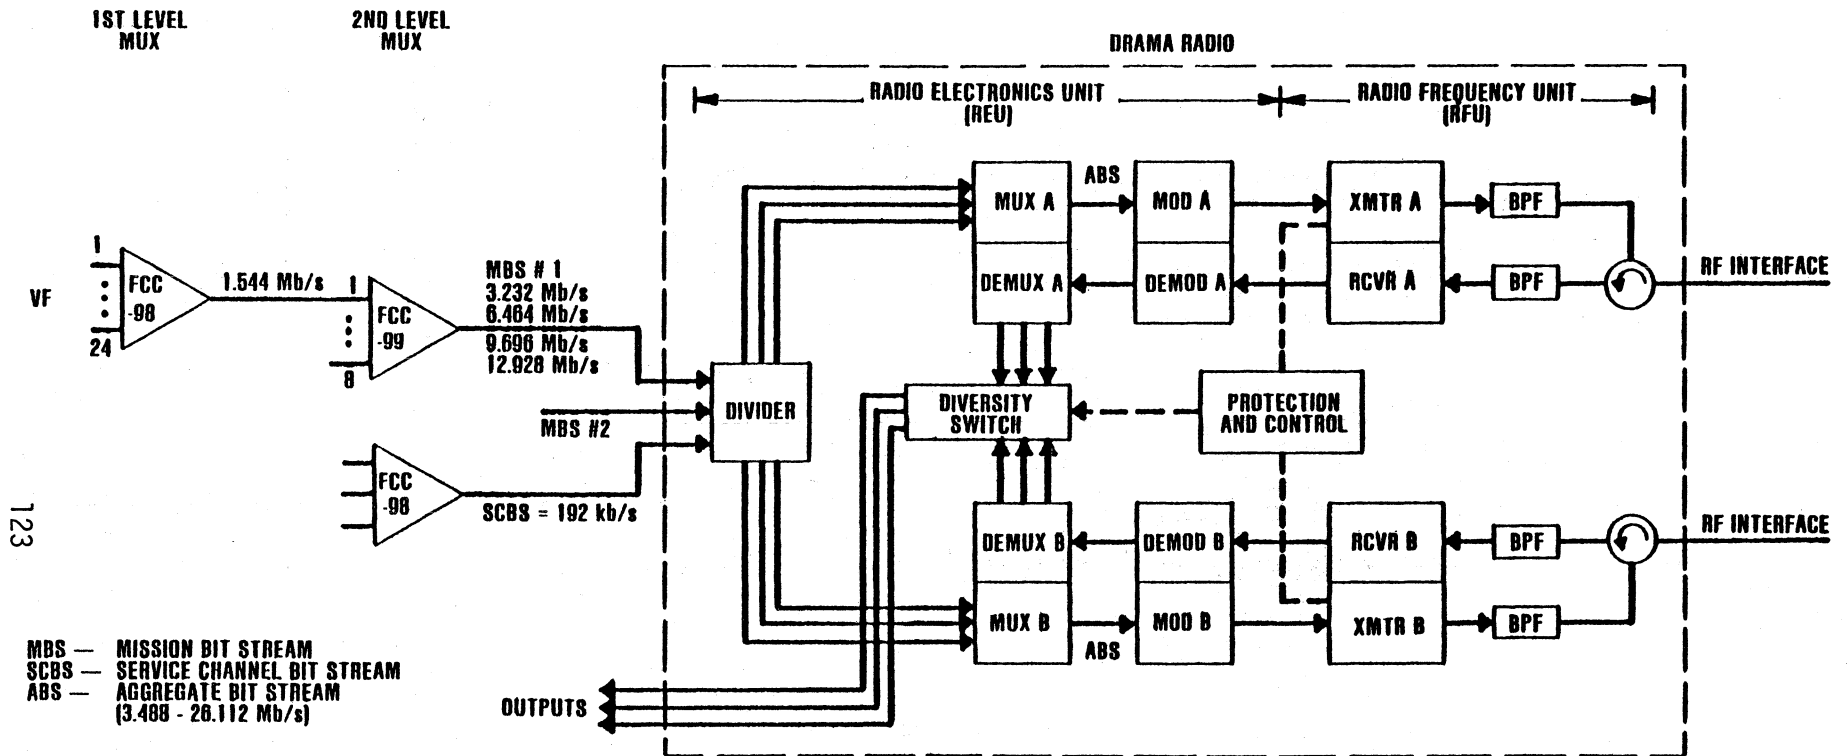 1ST LEVEL
MUX
2ND LEVEL
MUX
DRAMA RADIO
RADIO ELECTRONICS UNIT
(REU)
RADIO FREQUENCY UNIT
(RFU)
VF
1
24
FCC
-98
1.544 Mb/s
1
8
FCC
-99
MBS # 1
3.232 Mb/s
6.464 Mb/s
9.696 Mb/s
12.928 Mb/s
MBS #2
FCC
-98
SCBS = 192 kb/s
DIVIDER
MUX A
ABS
MOD A
XMTR A
BPF
DEMUX A
DEMOD A
RCVR A
BPF
RF INTERFACE
DIVERSITY
SWITCH
PROTECTION
AND CONTROL
DEMUX B
DEMOD B
RCVR B
BPF
RF INTERFACE
MUX B
ABS
MOD B
XMTR B
BPF
OUTPUTS
MBS — MISSION BIT STREAM
SCBS — SERVICE CHANNEL BIT STREAM
ABS — AGGREGATE BIT STREAM
(3.488 - 26.112 Mb/s)
123